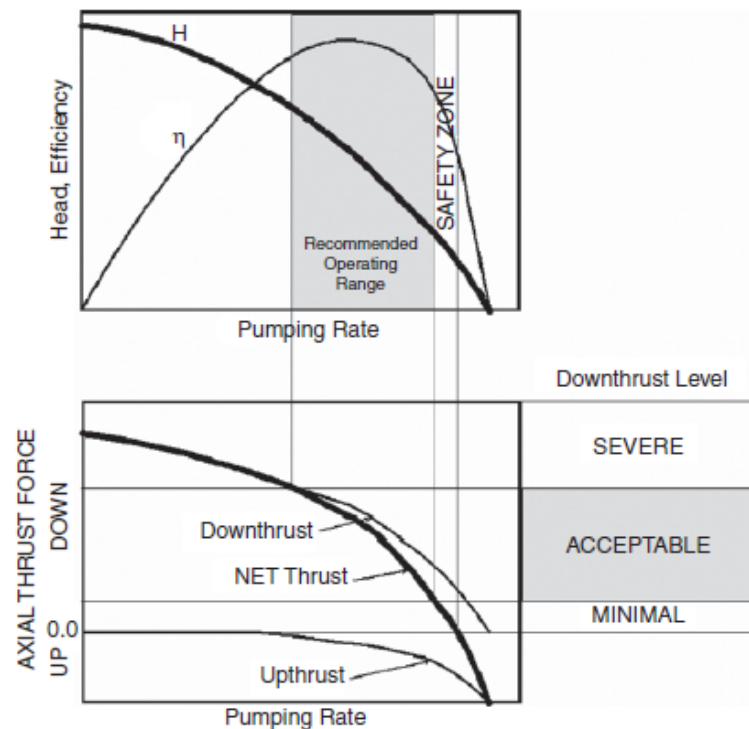 H
η
Head, Efficiency
SAFETY ZONE
Recommended
Operating
Range
Pumping Rate
Downthrust Level
SEVERE
ACCEPTABLE
MINIMAL
AXIAL THRUST FORCE
UP
DOWN
0.0
Downthrust
NET Thrust
Upthrust
Pumping Rate